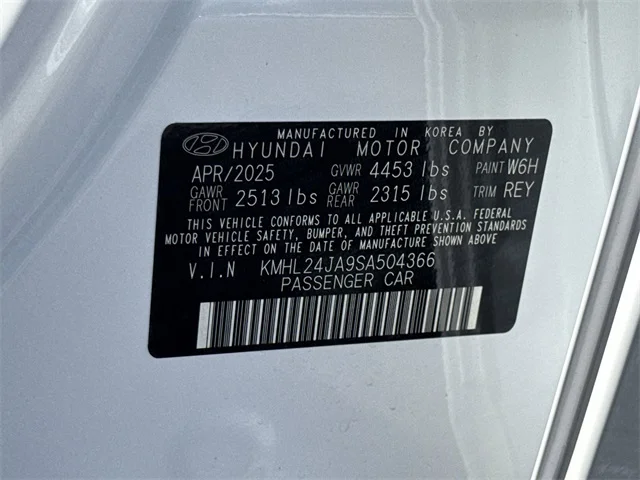 MANUFACTURED IN KOREA BY
HYUNDAI MOTOR COMPANY
APR/2025 GVWR 4453 lbs PAINT W6H
GAWR FRONT 2513 lbs GAWR REAR 2315 lbs TRIM REY
THIS VEHICLE CONFORMS TO ALL APPLICABLE U.S.A. FEDERAL
MOTOR VEHICLE SAFETY, BUMPER, AND THEFT PREVENTION STANDARDS
IN EFFECT ON THE DATE OF MANUFACTURE SHOWN ABOVE.
V.I.N KMHL24JA9SA504366
PASSENGER CAR